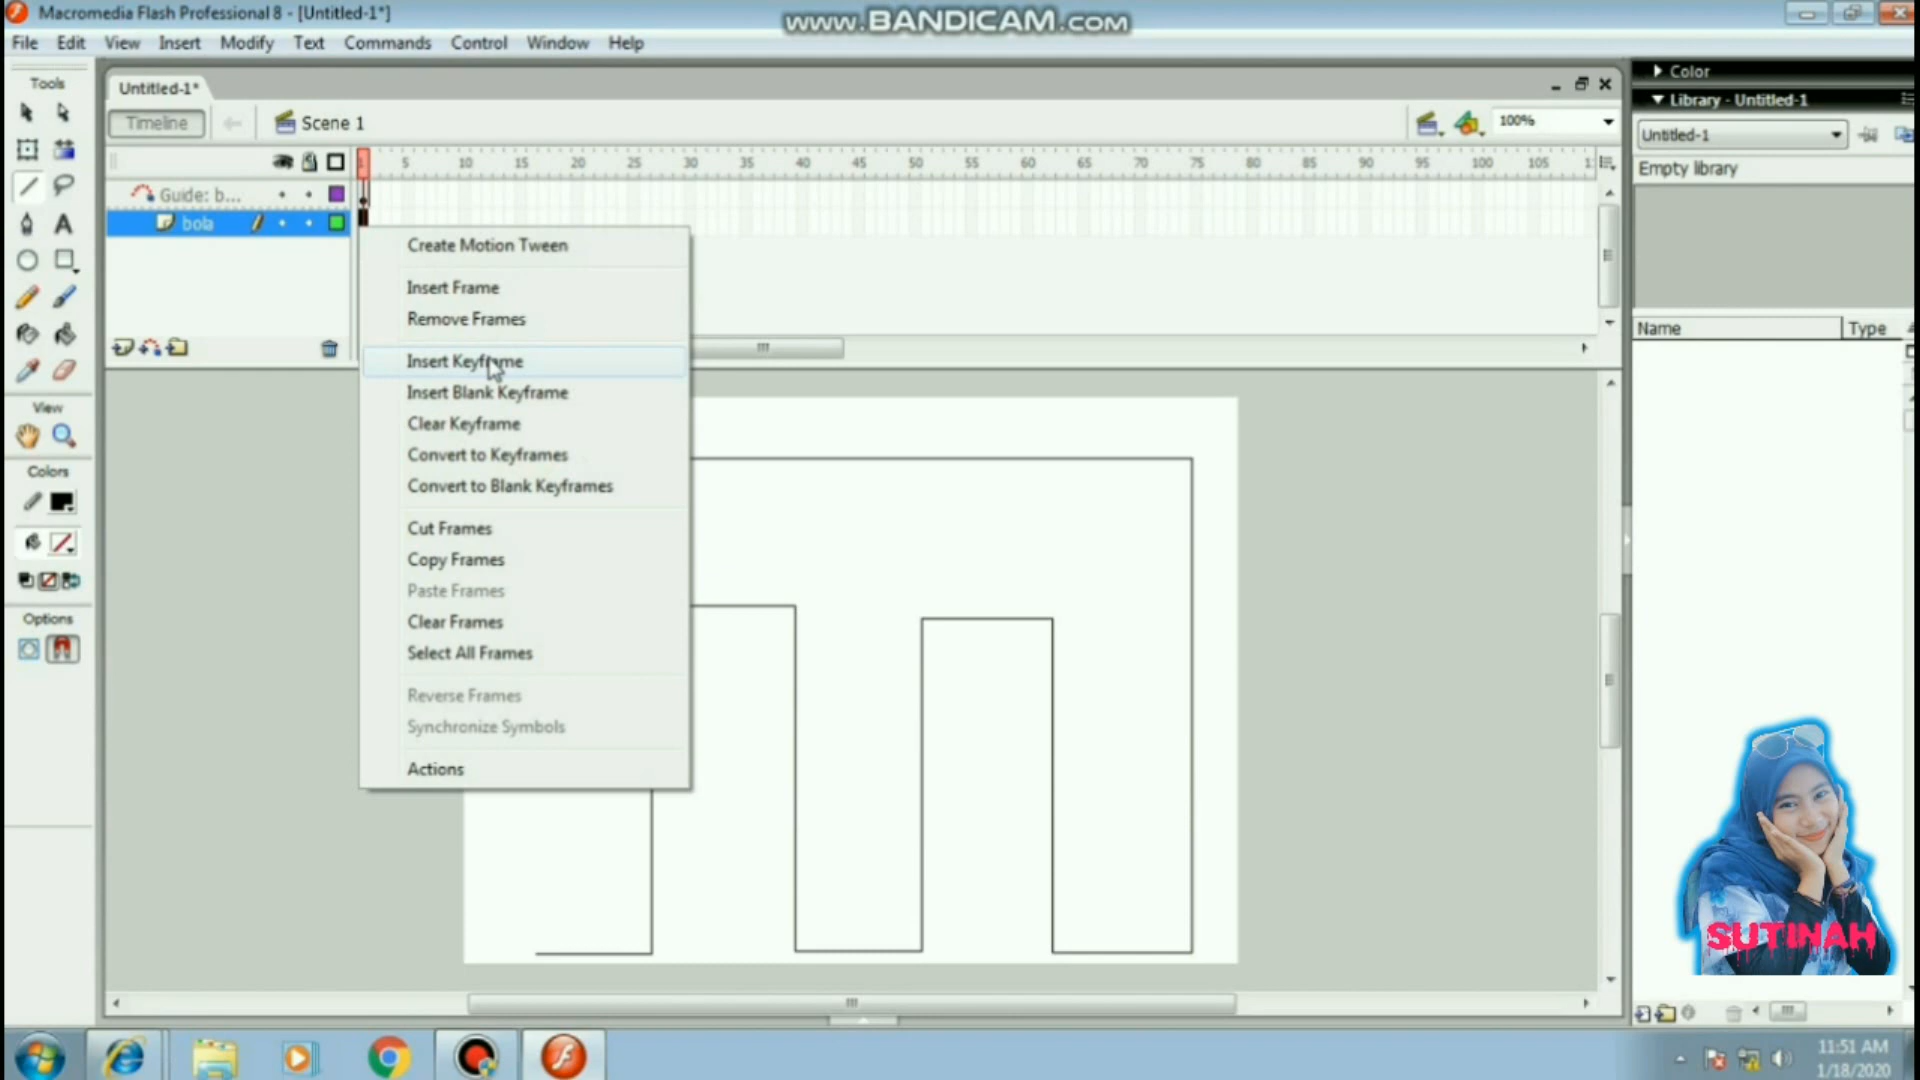 Macromedia Flash Professional 8 - [Untitled-1*]
www.BANDICAM.com
File Edit View Insert Modify Text Commands Control Window Help
Tools
Untitled-1*
Color
Library - Untitled-1
Timeline
Scene 1
100%
Untitled-1
5 10 15 20 25 30 35 40 45 50 55 60 65 70 75 80 85 90 95 100 105
Empty library
Guide: b...
bola
Create Motion Tween
Insert Frame
Remove Frames
Name Type
Insert Keyframe
Insert Blank Keyframe
Clear Keyframe
Convert to Keyframes
Convert to Blank Keyframes
Cut Frames
Copy Frames
Paste Frames
Clear Frames
Select All Frames
Reverse Frames
Synchronize Symbols
Actions
View
Colors
Options
SUTINAH
11:51 AM
1/18/2020